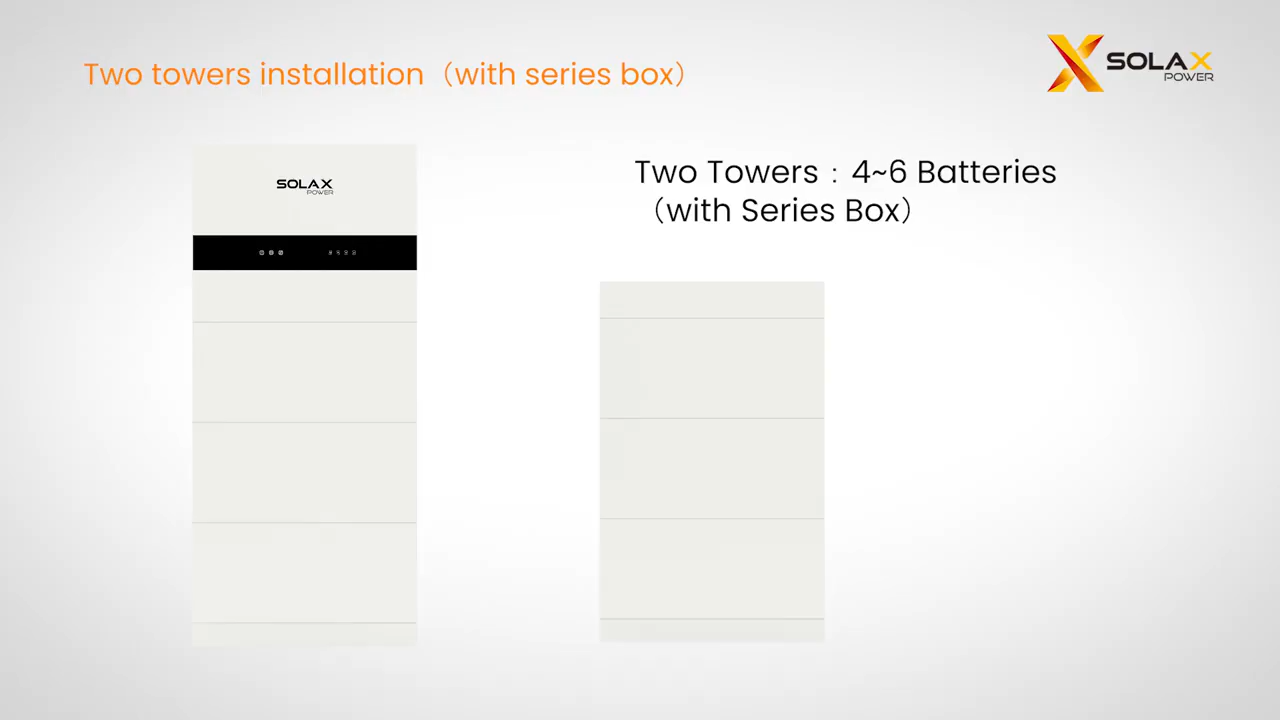 Two towers installation（with series box）
SOLAX
POWER
SOLAX
POWER
Two Towers：4~6 Batteries
（with Series Box）